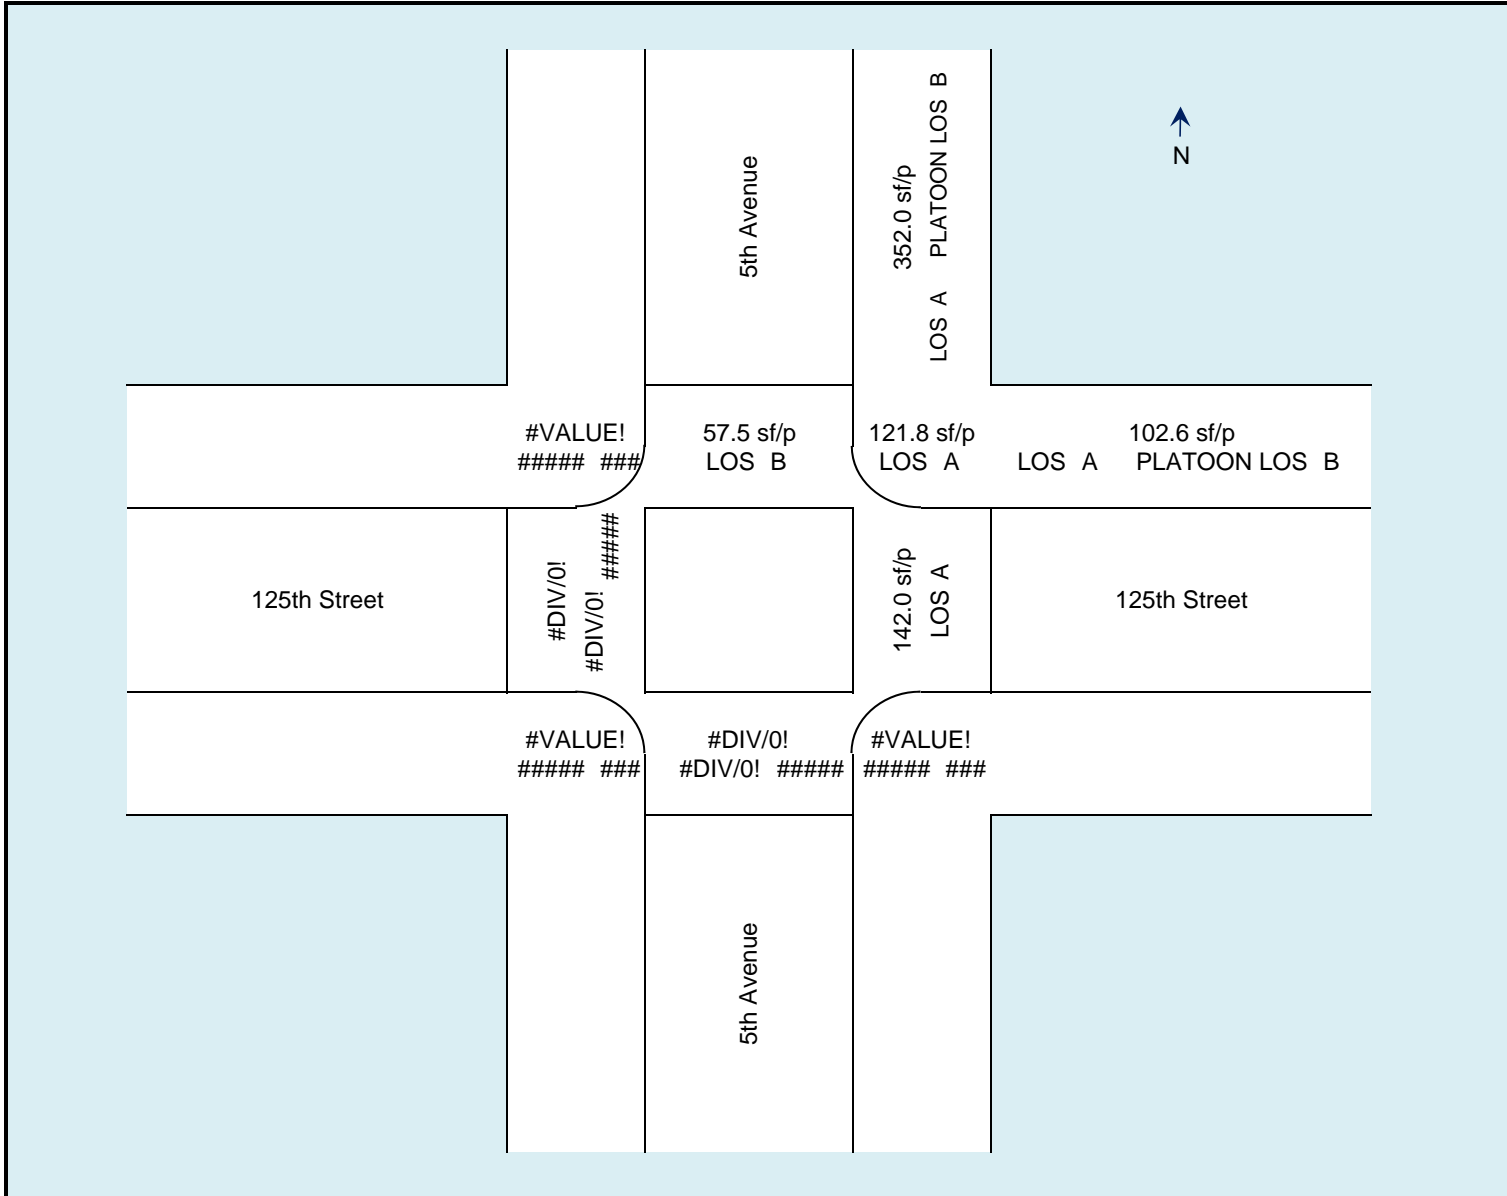 N
5th Avenue
352.0 sf/p
LOS A PLATOON LOS B
#VALUE!
##### ###
57.5 sf/p
LOS B
121.8 sf/p
LOS A
102.6 sf/p
LOS A PLATOON LOS B
125th Street
#DIV/0!
#DIV/0! #####
142.0 sf/p
LOS A
125th Street
#VALUE!
##### ###
#DIV/0!
#DIV/0! #####
#VALUE!
##### ###
5th Avenue